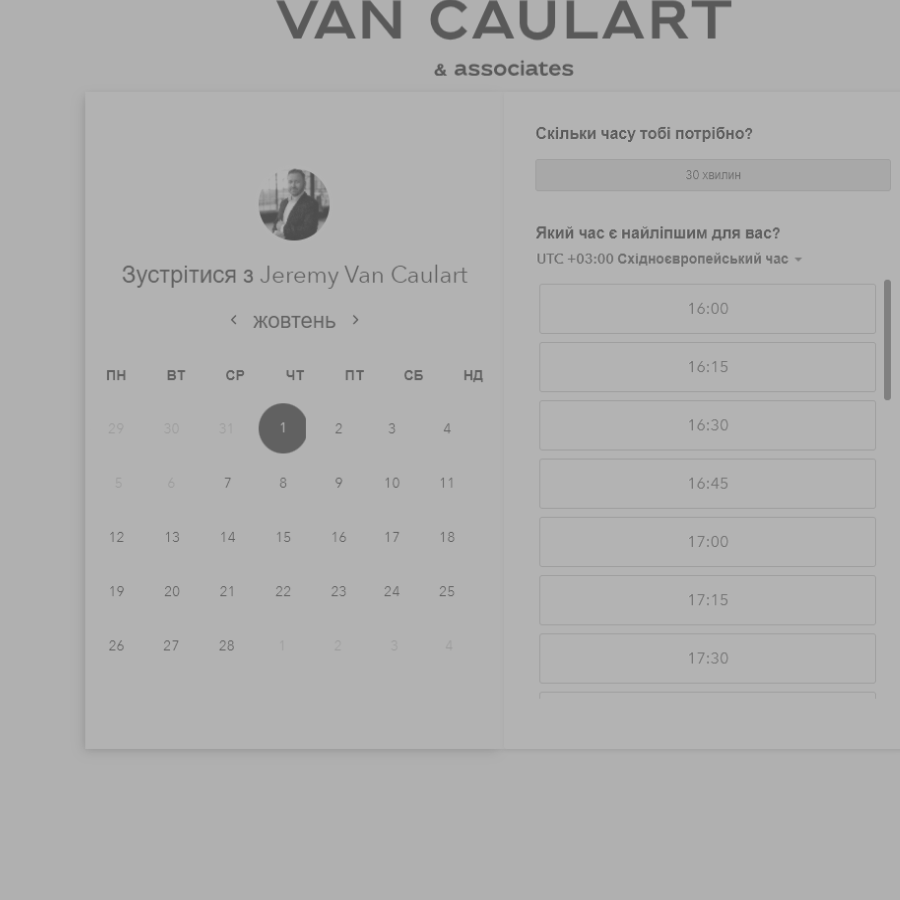 VAN CAULART
& associates
Зустрітися з Jeremy Van Caulart
жовтень
ПН ВТ СР ЧТ ПТ СБ НД
29 30 31 1 2 3 4
5 6 7 8 9 10 11
12 13 14 15 16 17 18
19 20 21 22 23 24 25
26 27 28 1 2 3 4
Скільки часу тобі потрібно?
30 хвилин
Який час є найліпшим для вас?
UTC +03:00 Східноєвропейський час
16:00
16:15
16:30
16:45
17:00
17:15
17:30